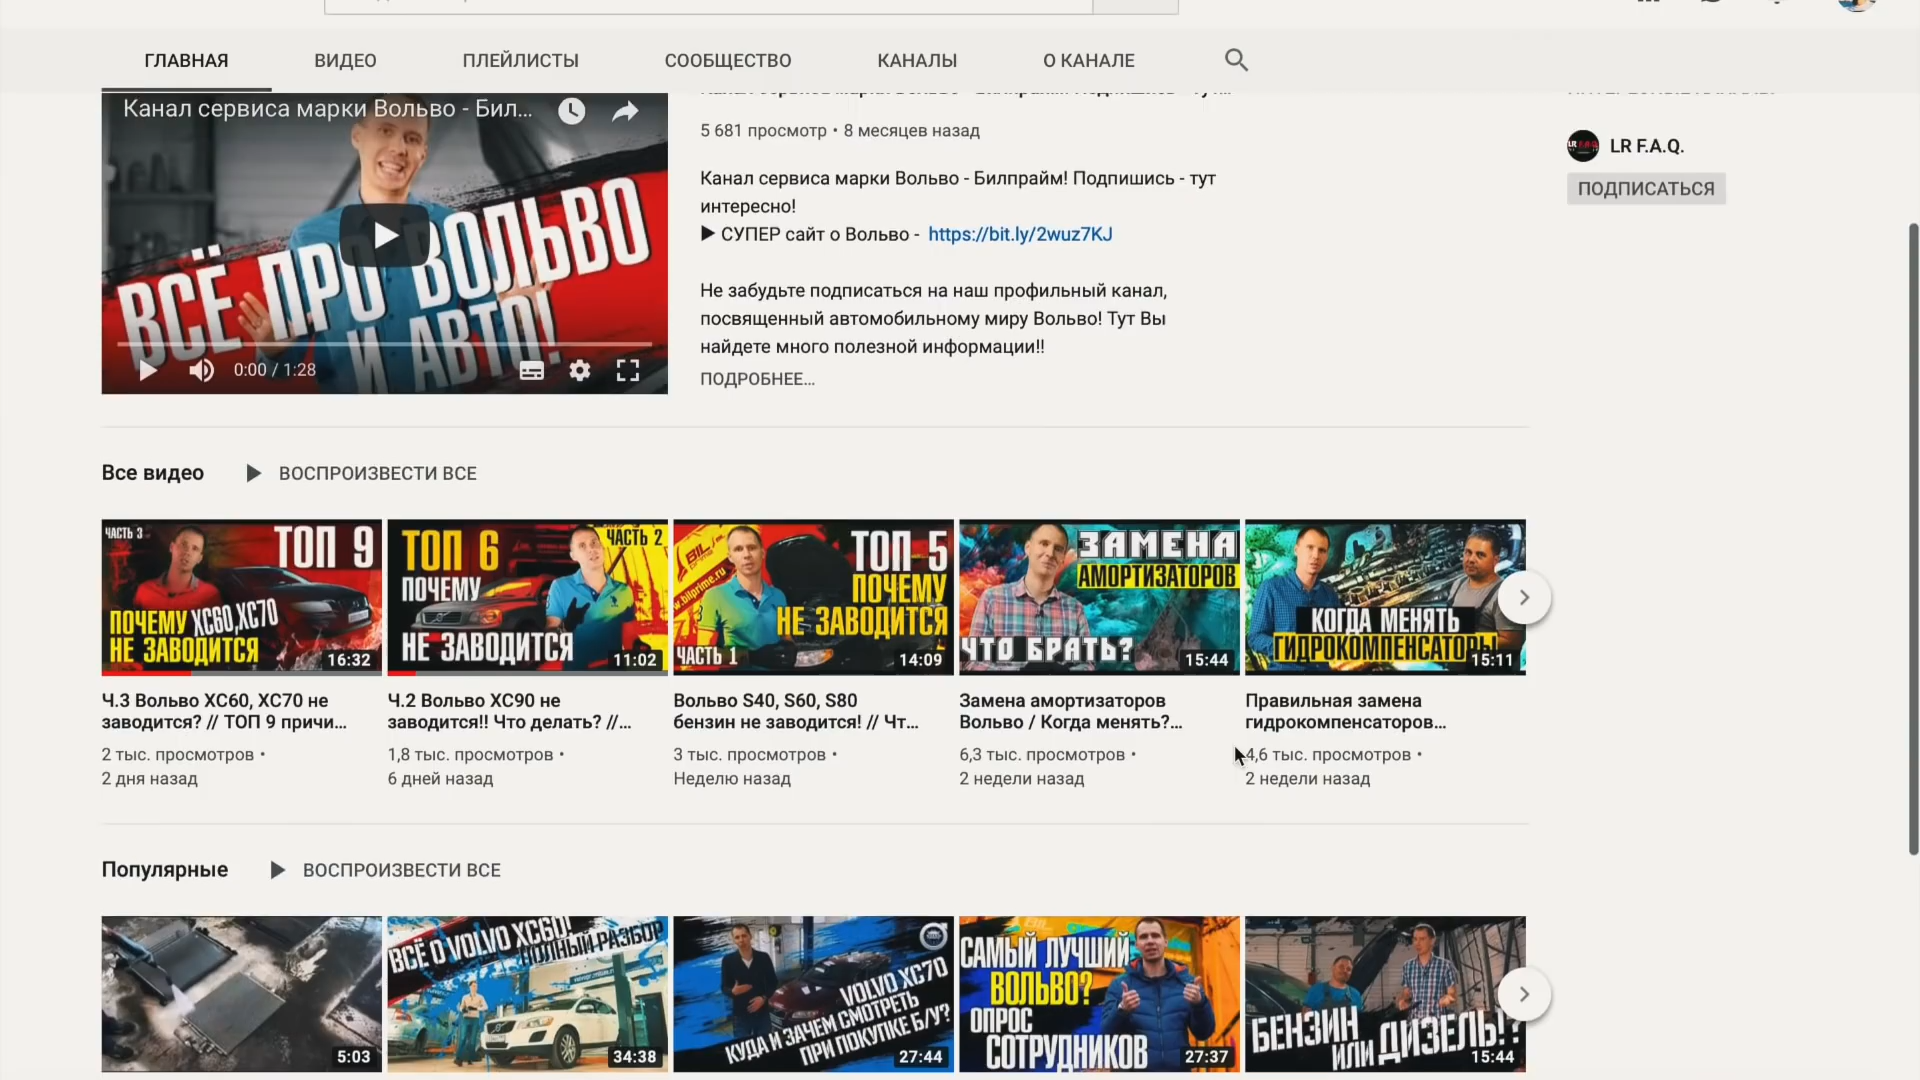 ГЛАВНАЯ
ВИДЕО
ПЛЕЙЛИСТЫ
СООБЩЕСТВО
КАНАЛЫ
О КАНАЛЕ
Канал сервиса марки Вольво - Бил...
ВСЁ ПРО ВОЛЬВО
И АВТО!
0:00 / 1:28
5 681 просмотр • 8 месяцев назад
Канал сервиса марки Вольво - Билпрайм! Подпишись - тут
интересно!
▶ СУПЕР сайт о Вольво - https://bit.ly/2wuz7KJ
Не забудьте подписаться на наш профильный канал,
посвященный автомобильному миру Вольво! Тут Вы
найдете много полезной информации!!
ПОДРОБНЕЕ...
LR F.A.Q.
ПОДПИСАТЬСЯ
Все видео
ВОСПРОИЗВЕСТИ ВСЕ
ЧАСТЬ 3
ТОП 9
ПОЧЕМУ XC60,XC70
НЕ ЗАВОДИТСЯ
16:32
Ч.3 Вольво XC60, XC70 не
заводится? // ТОП 9 причи...
2 тыс. просмотров •
2 дня назад
ТОП 6
ЧАСТЬ 2
ПОЧЕМУ
НЕ ЗАВОДИТСЯ
11:02
Ч.2 Вольво XC90 не
заводится!! Что делать? //...
1,8 тыс. просмотров •
6 дней назад
www.bilprime.ru
ТОП-5
ПОЧЕМУ
НЕ ЗАВОДИТСЯ
ЧАСТЬ 1
14:09
Вольво S40, S60, S80
бензин не заводится! // Чт...
3 тыс. просмотров •
Неделю назад
ЗАМЕНА
АМОРТИЗАТОРОВ
ЧТО БРАТЬ?
15:44
Замена амортизаторов
Вольво / Когда менять?...
6,3 тыс. просмотров •
2 недели назад
КОГДА МЕНЯТЬ
ГИДРОКОМПЕНСАТОРЫ
15:11
Правильная замена
гидрокомпенсаторов...
4,6 тыс. просмотров •
2 недели назад
Популярные
ВОСПРОИЗВЕСТИ ВСЕ
5:03
ВСЁ О VOLVO XC60!
ПОЛНЫЙ РАЗБОР
34:38
VOLVO XC70
КУДА И ЗАЧЕМ СМОТРЕТЬ
ПРИ ПОКУПКЕ Б/У?
27:44
САМЫЙ ЛУЧШИЙ
ВОЛЬВО?
ОПРОС
СОТРУДНИКОВ
27:37
БЕНЗИН
ИЛИ ДИЗЕЛЬ!?
15:44